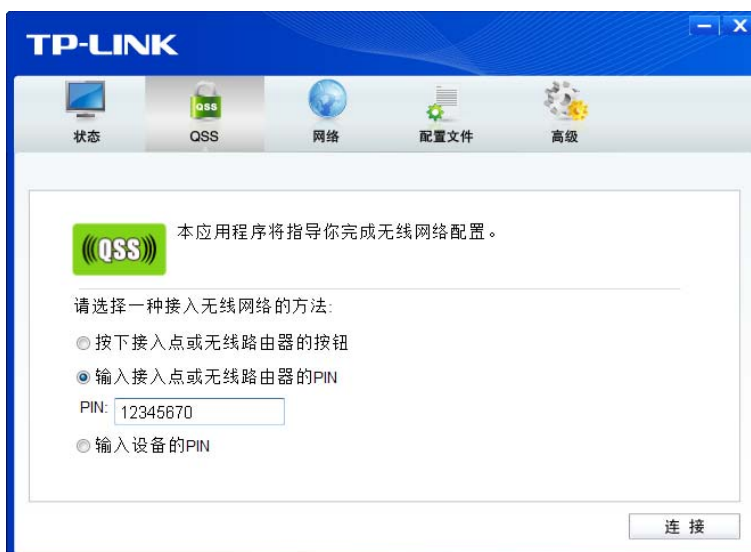 TP-LINK
QSS
状态 QSS 网络 配置文件 高级
QSS 本应用程序将指导你完成无线网络配置。
请选择一种接入无线网络的方法:
按下接入点或无线路由器的按钮
输入接入点或无线路由器的PIN
PIN: 12345670
输入设备的PIN
连接